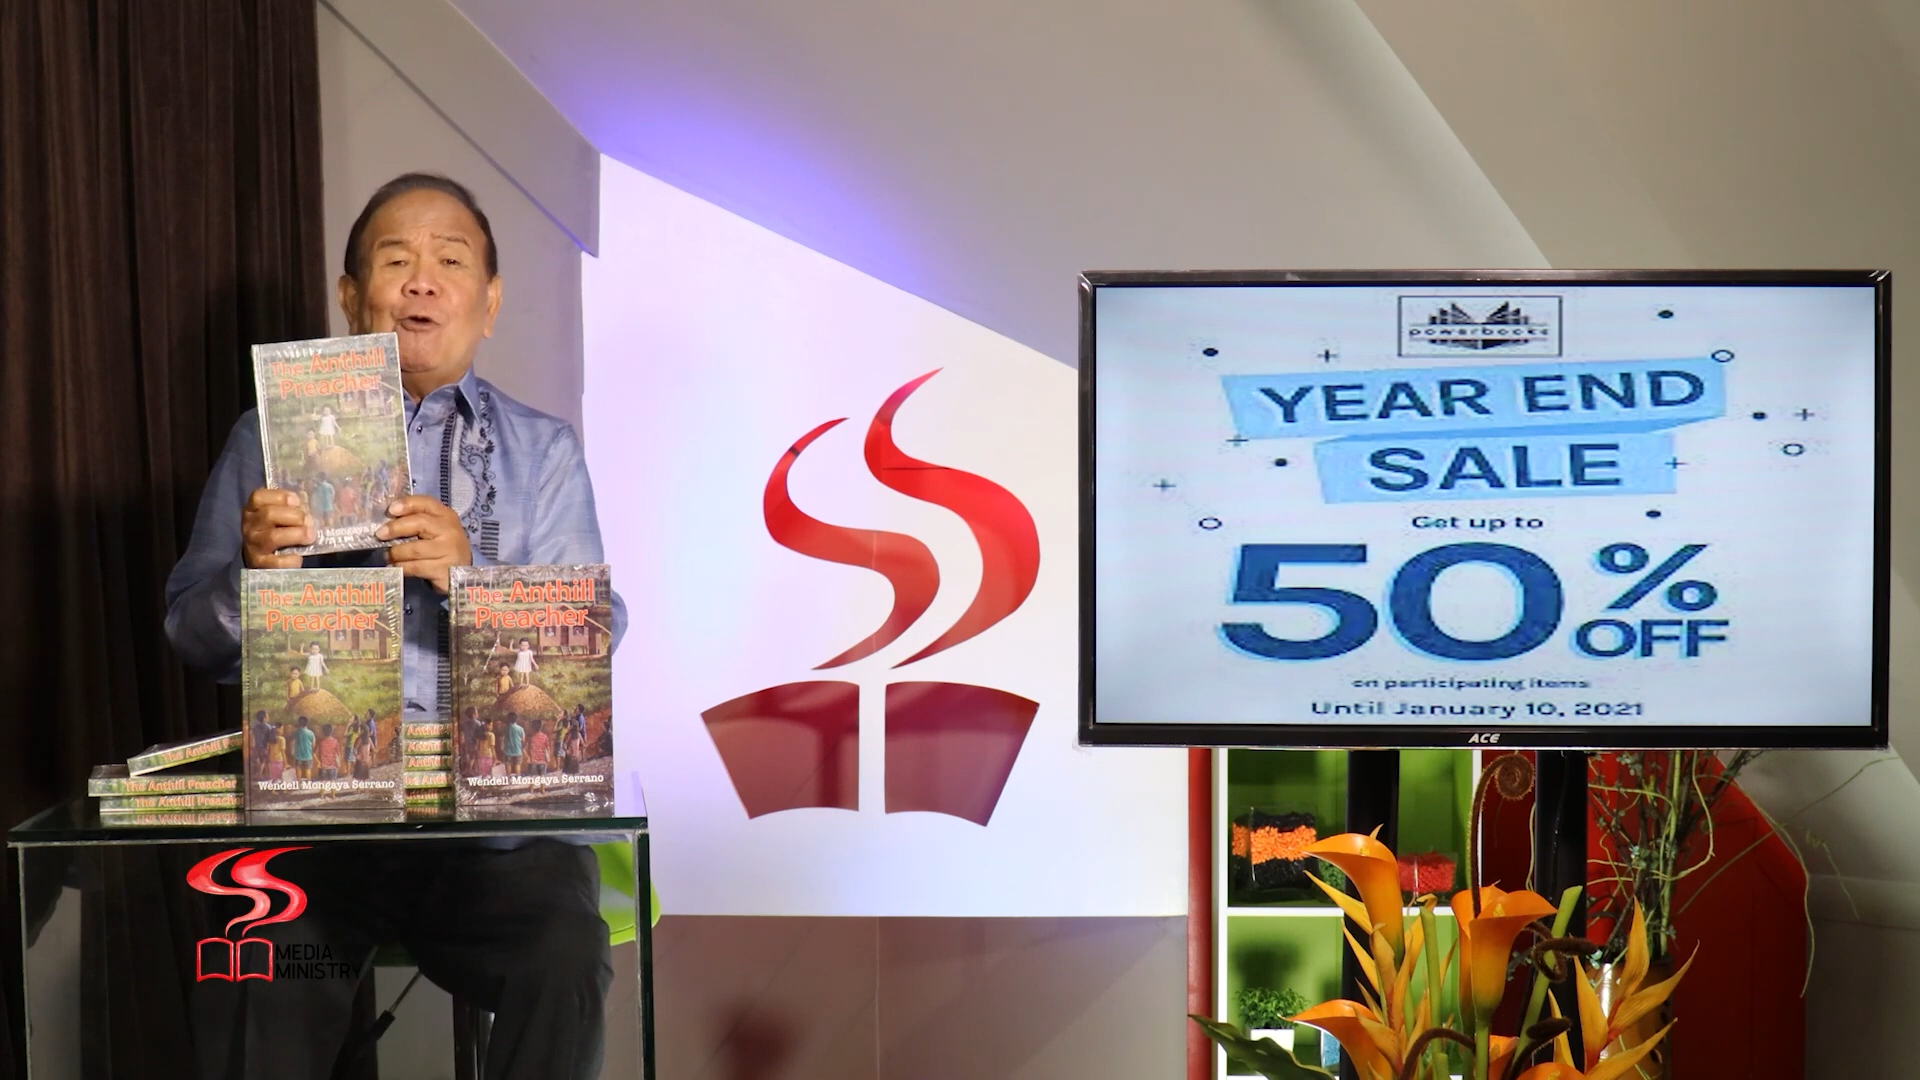 The Anthill
Preacher
The Anthill
Preacher
Wendell Mongaya Serrano
The Anthill
Preacher
Wendell Mongaya Serrano
The Anthill
The Anthill Preacher
The Anthill Preacher
MEDIA
MINISTRY
powerbooks
YEAR END
SALE
Get up to
50%
OFF
on participating items
Until January 10, 2021
ACE